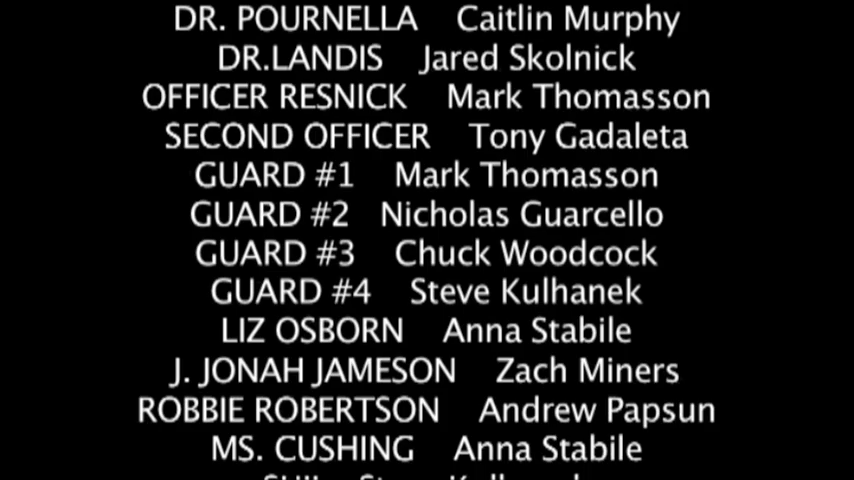 DR. POURNELLA Caitlin Murphy
DR.LANDIS Jared Skolnick
OFFICER RESNICK Mark Thomasson
SECOND OFFICER Tony Gadaleta
GUARD #1 Mark Thomasson
GUARD #2 Nicholas Guarcello
GUARD #3 Chuck Woodcock
GUARD #4 Steve Kulhanek
LIZ OSBORN Anna Stabile
J. JONAH JAMESON Zach Miners
ROBBIE ROBERTSON Andrew Papsun
MS. CUSHING Anna Stabile